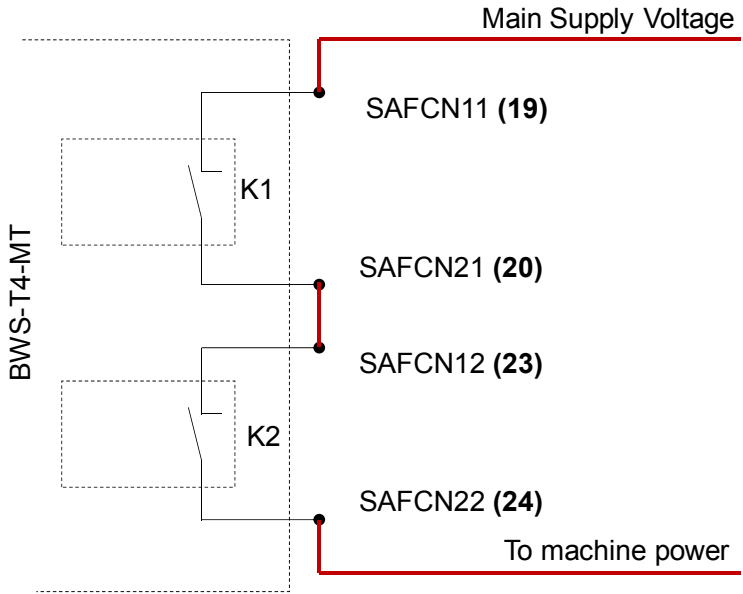 Main Supply Voltage
SAFCN11 (19)
K1
SAFCN21 (20)
BWS-T4-MT
SAFCN12 (23)
K2
SAFCN22 (24)
To machine power